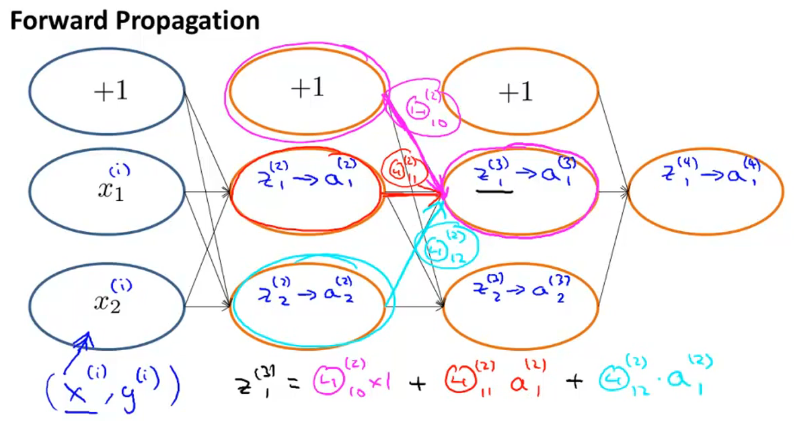 Forward Propagation
+1 +1 +1
Θ₁₀⁽²⁾
x₁⁽ⁱ⁾ z₁⁽²⁾→a₁⁽²⁾ Θ₁₁⁽²⁾ z₁⁽³⁾→a₁⁽³⁾ z₁⁽⁴⁾→a₁⁽⁴⁾
Θ₁₂⁽²⁾
x₂⁽ⁱ⁾ z₂⁽²⁾→a₂⁽²⁾ z₂⁽³⁾→a₂⁽³⁾
(x⁽ⁱ⁾, y⁽ⁱ⁾) z₁⁽³⁾ = Θ₁₀⁽²⁾×1 + Θ₁₁⁽²⁾ a₁⁽²⁾ + Θ₁₂⁽²⁾·a₁⁽²⁾